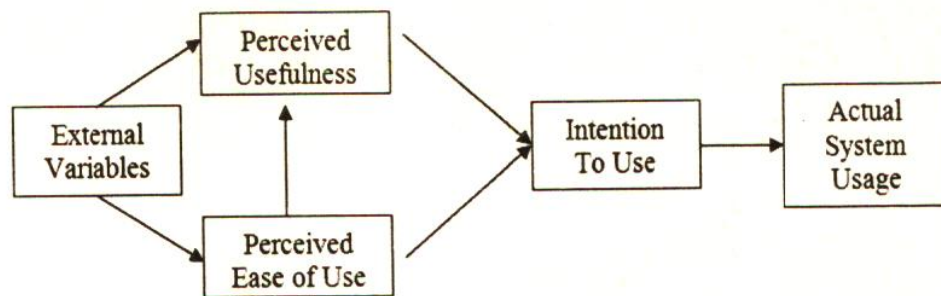 Perceived
Usefulness
External
Variables
Intention
To Use
Actual
System
Usage
Perceived
Ease of Use